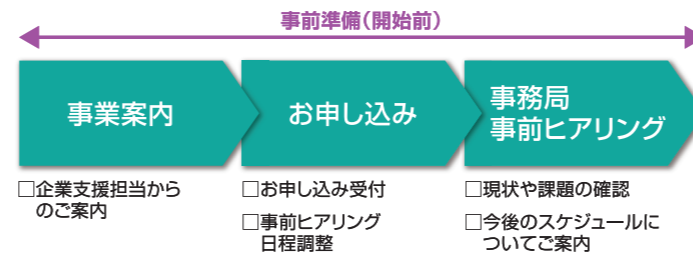 事前準備（開始前）
事業案内
お申し込み
事務局
事前ヒアリング
□企業支援担当から
のご案内
□お申し込み受付
□事前ヒアリング
日程調整
□現状や課題の確認
□今後のスケジュールに
ついてご案内